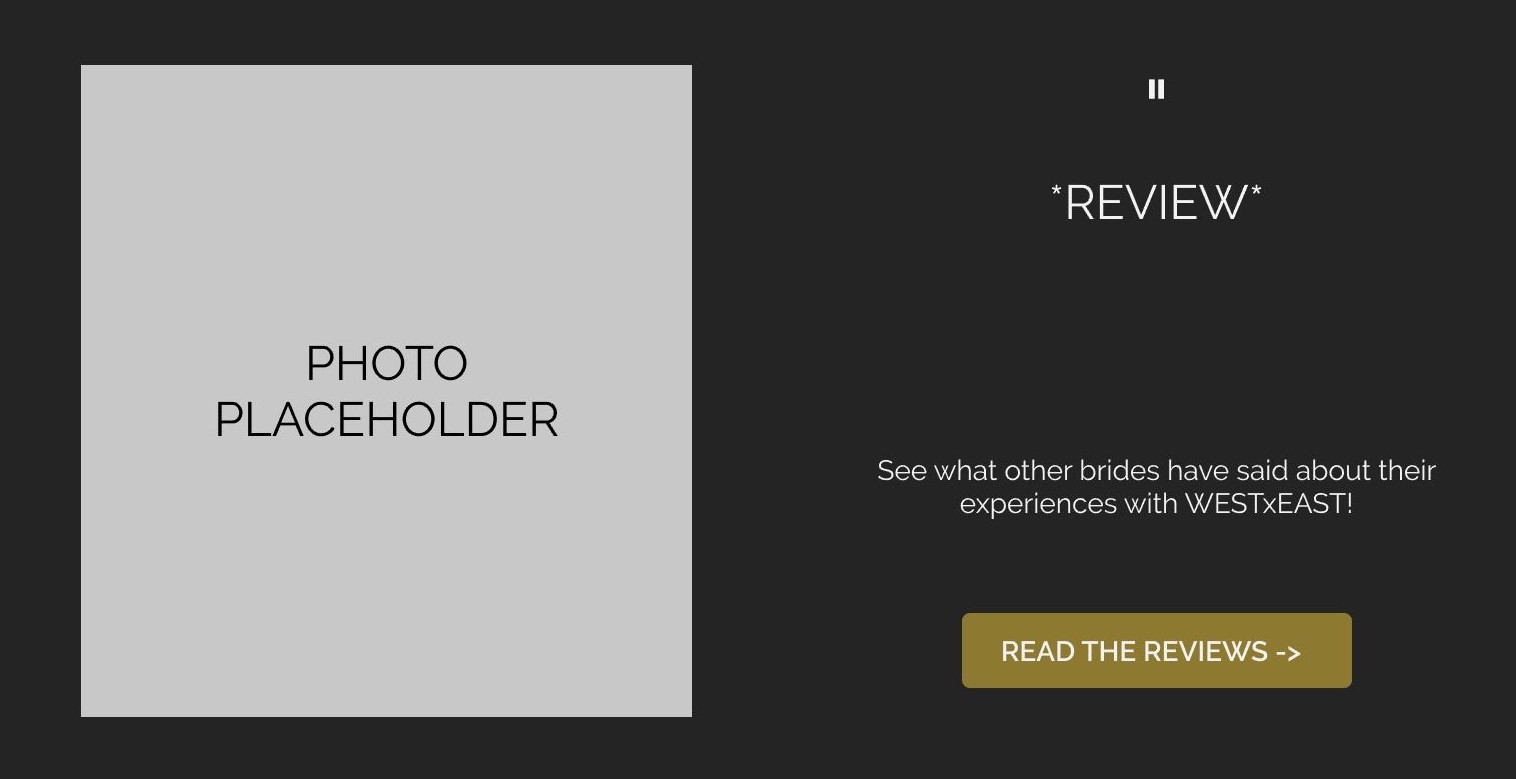 PHOTO
PLACEHOLDER
"
*REVIEW*
See what other brides have said about their
experiences with WESTxEAST!
READ THE REVIEWS ->